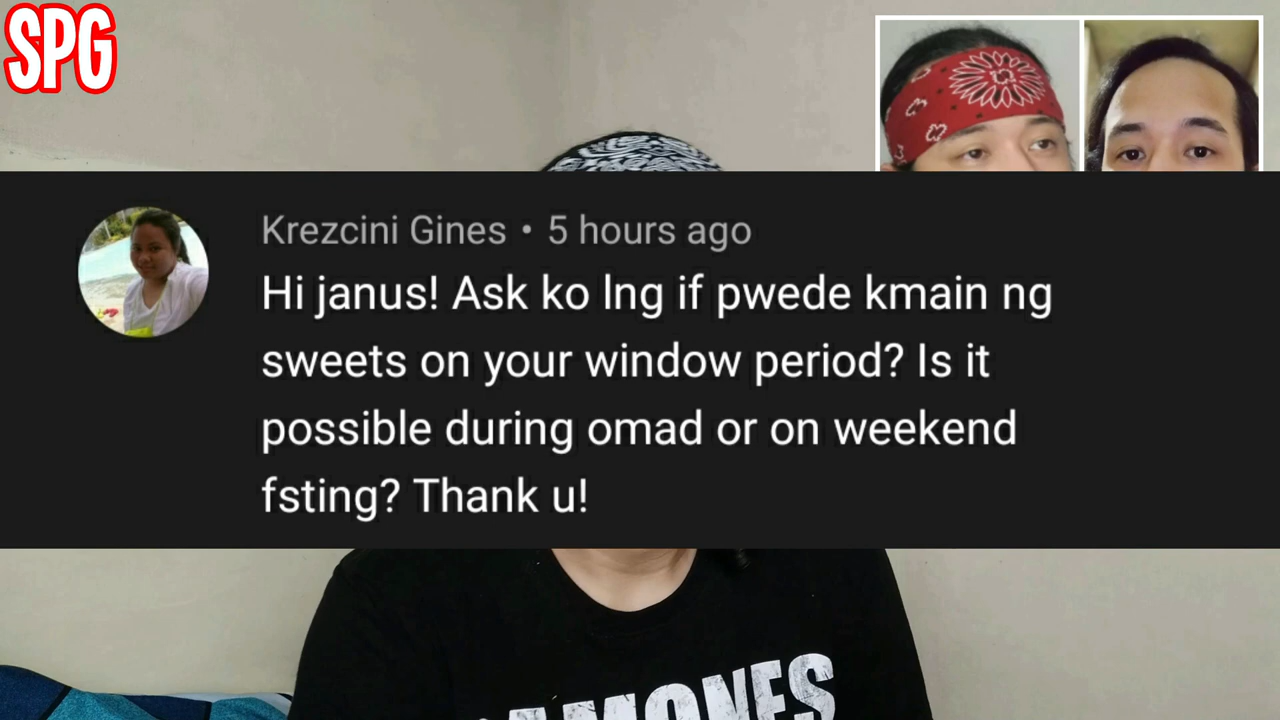 SPG
Krezcini Gines • 5 hours ago
Hi janus! Ask ko lng if pwede kmain ng
sweets on your window period? Is it
possible during omad or on weekend
fsting? Thank u!
RAMONES